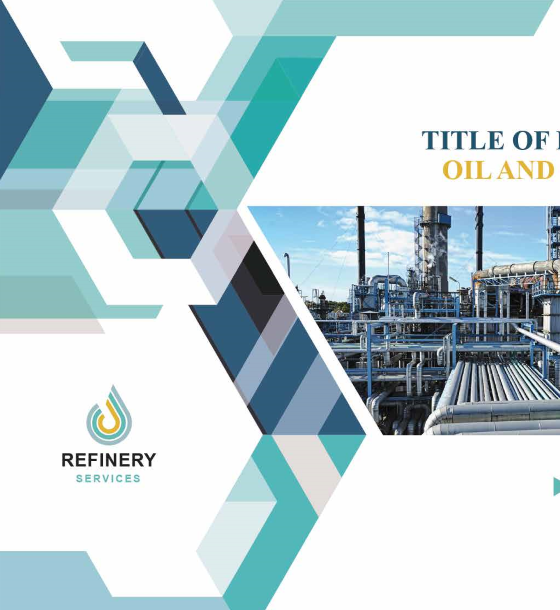 TITLE OF
OIL AND
REFINERY
SERVICES